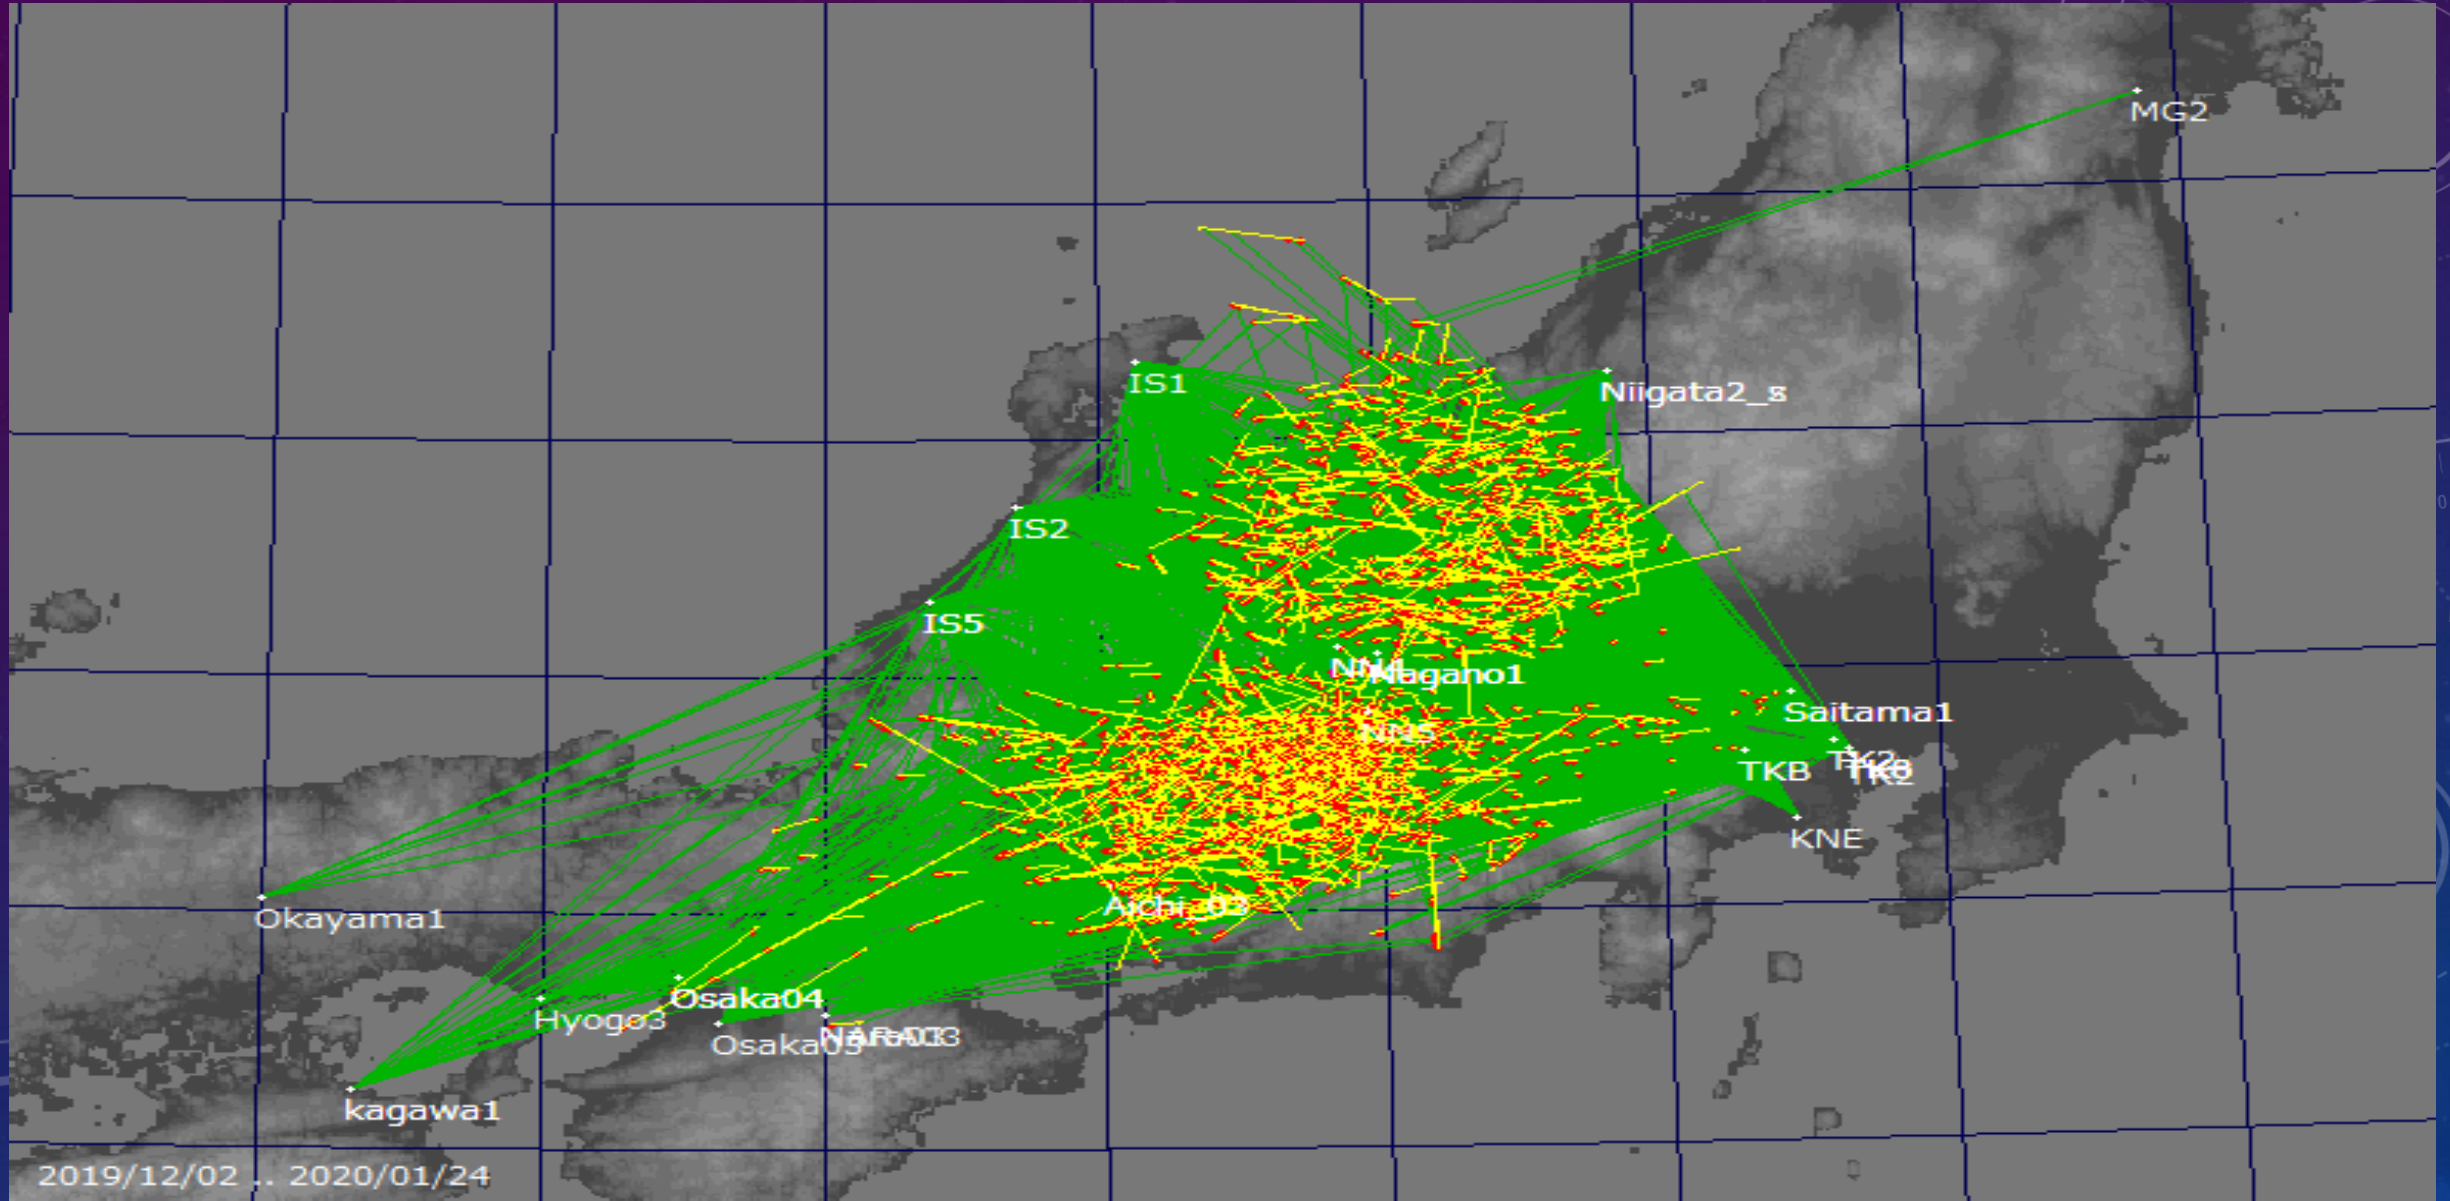 MG2
IS1
Niigata2_s
IS2
IS5
Nagano1
NN5
Saitama1
TKB
KNE
Aichi_03
Okayama1
Osaka04
Hyogo3
kagawa1
2019/12/02 .. 2020/01/24